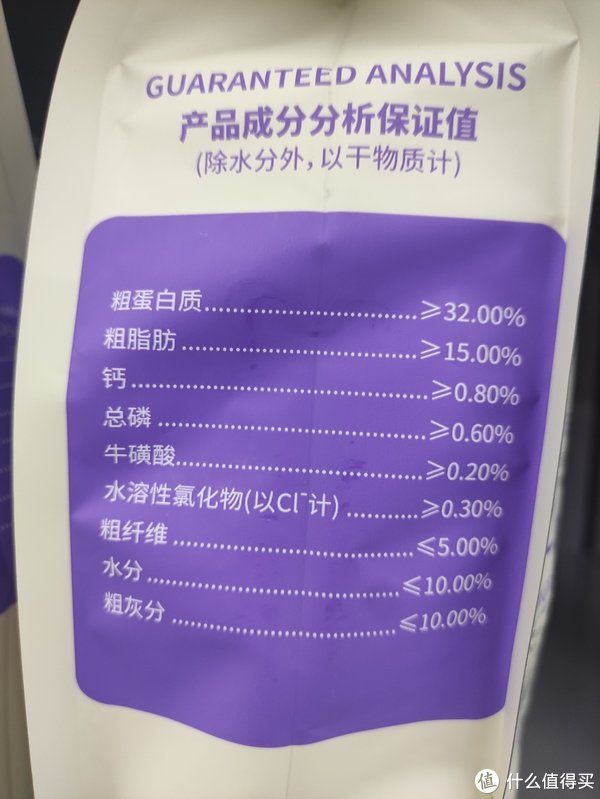 GUARANTEED ANALYSIS
产品成分分析保证值
(除水分外,以干物质计)
粗蛋白质........................................≥32.00%
粗脂肪........................................≥15.00%
钙........................................≥0.80%
总磷........................................≥0.60%
牛磺酸........................................≥0.20%
水溶性氯化物(以Cl⁻计)............≥0.30%
粗纤维........................................≤5.00%
水分........................................≤10.00%
粗灰分........................................≤10.00%
值 什么值得买